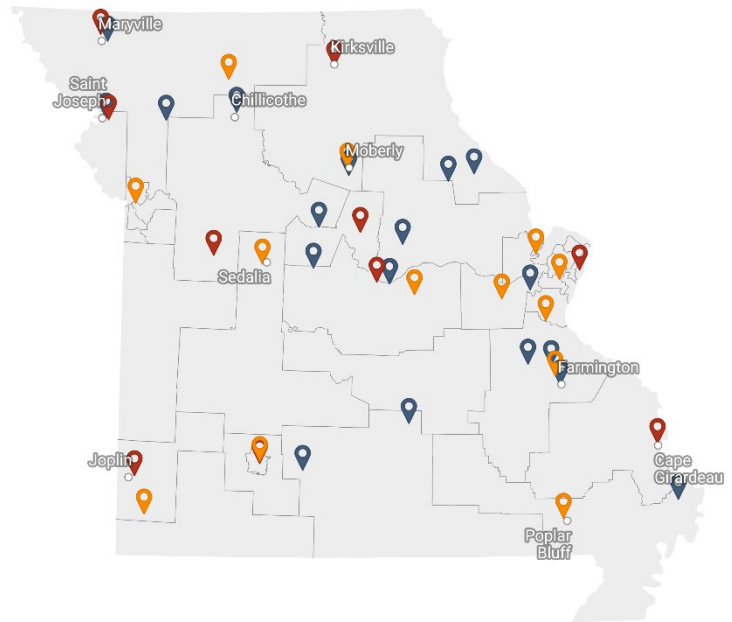 Maryville
Kirksville
Saint
Joseph
Chillicothe
Moberly
Sedalia
Farmington
Joplin
Cape
Girardeau
Poplar
Bluff